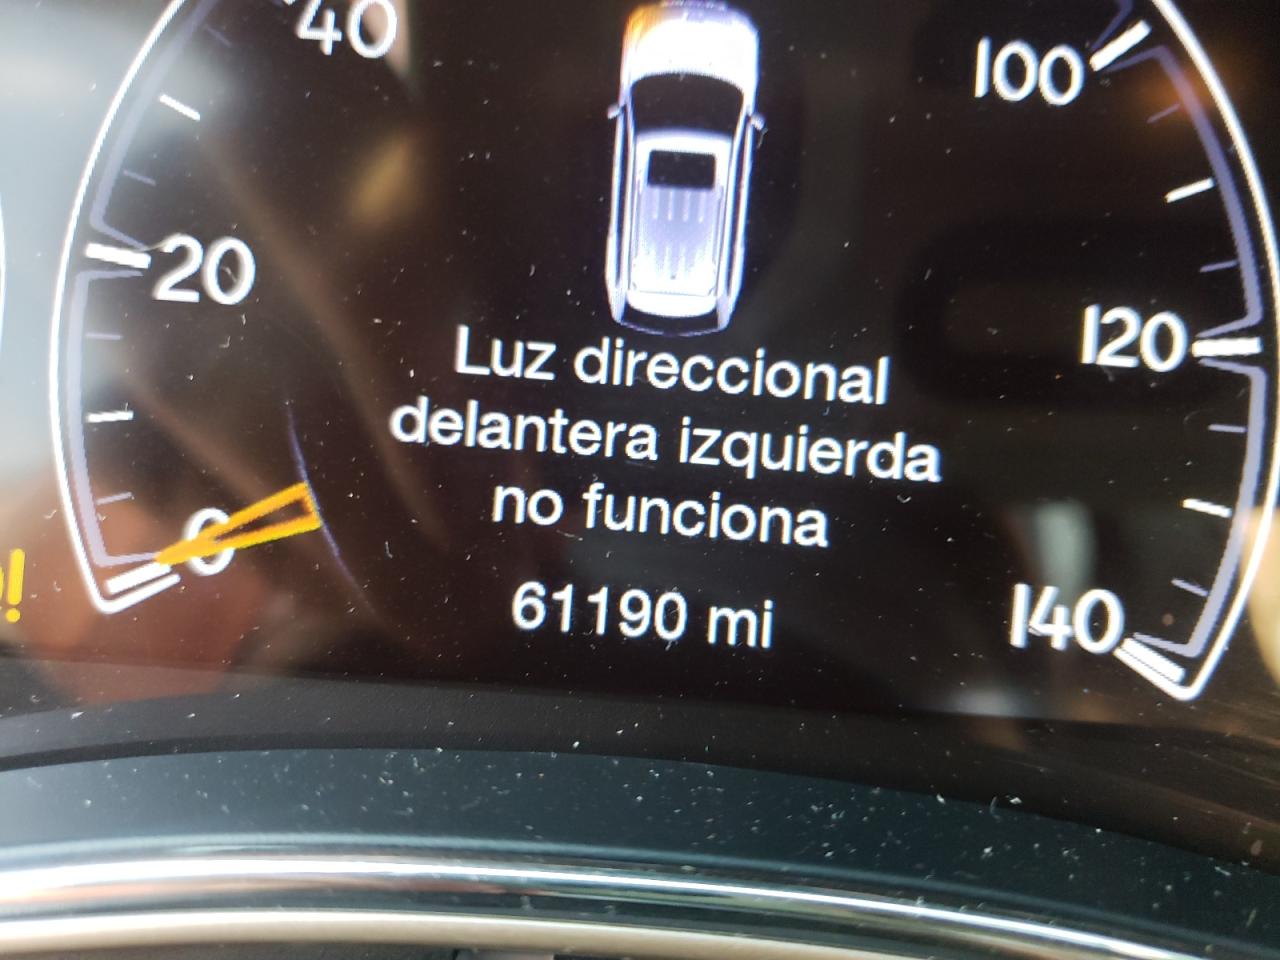 40
100
20
120
Luz direccional
delantera izquierda
no funciona
0
!
61190 mi
140